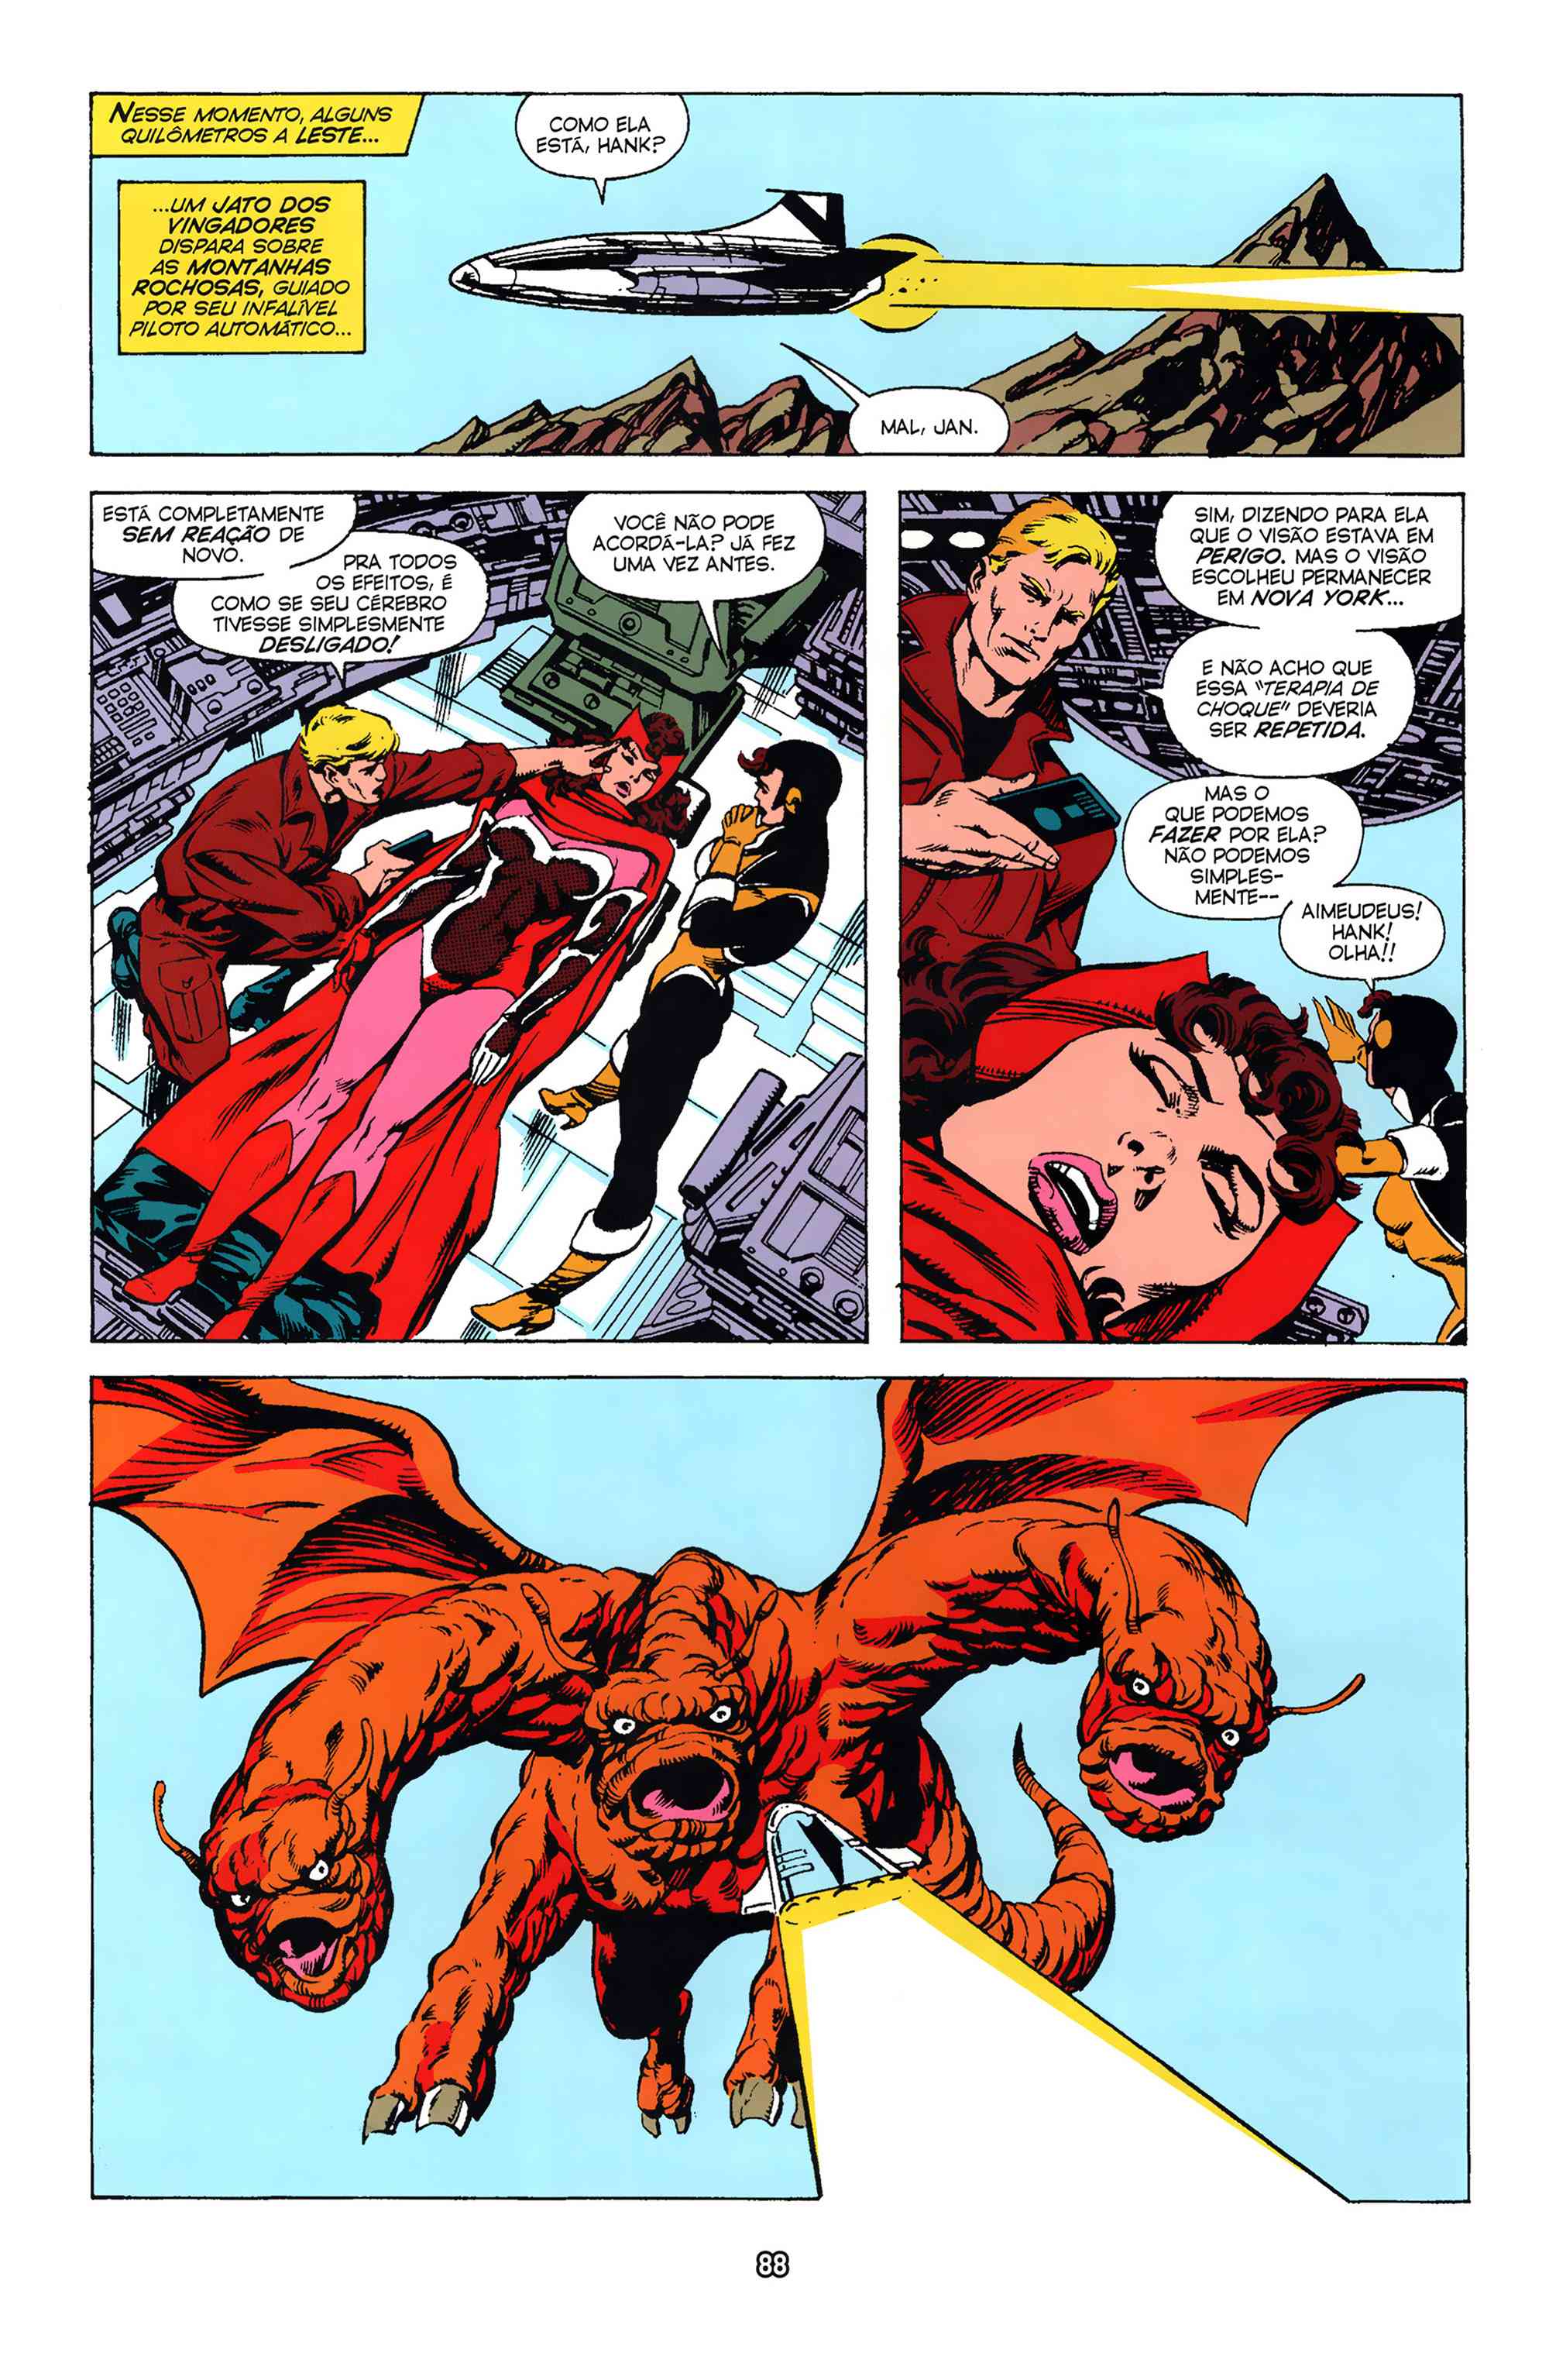 NESSE MOMENTO, ALGUNS
QUILÔMETROS A LESTE...
...UM JATO DOS
VINGADORES
DISPARA SOBRE
AS MONTANHAS
ROCHOSAS, GUIADO
POR SEU INFALÍVEL
PILOTO AUTOMÁTICO...
COMO ELA
ESTÁ, HANK?
MAL, JAN.
ESTÁ COMPLETAMENTE
SEM REAÇÃO DE
NOVO.
PRA TODOS
OS EFEITOS, É
COMO SE SEU CÉREBRO
TIVESSE SIMPLESMENTE
DESLIGADO!
VOCÊ NÃO PODE
ACORDÁ-LA? JÁ FEZ
UMA VEZ ANTES.
SIM, DIZENDO PARA ELA
QUE O VISÃO ESTAVA EM
PERIGO. MAS O VISÃO
ESCOLHEU PERMANECER
EM NOVA YORK...
E NÃO ACHO QUE
ESSA "TERAPIA DE
CHOQUE" DEVERIA
SER REPETIDA.
MAS O
QUE PODEMOS
FAZER POR ELA?
NÃO PODEMOS
SIMPLES-
MENTE--
AIMEUDEUS!
HANK!
OLHA!!
88